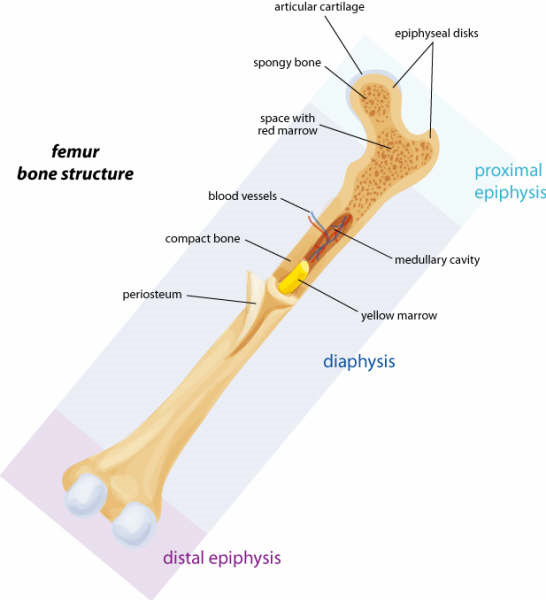 articular cartilage
epiphyseal disks
spongy bone
space with
red marrow
femur
bone structure
proximal
epiphysis
blood vessels
compact bone
medullary cavity
periosteum
yellow marrow
diaphysis
distal epiphysis